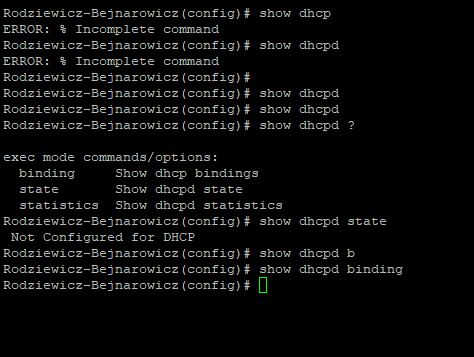 Rodziewicz-Bejnarowicz(config)# show dhcp
ERROR: % Incomplete command
Rodziewicz-Bejnarowicz(config)# show dhcpd
ERROR: % Incomplete command
Rodziewicz-Bejnarowicz(config)#
Rodziewicz-Bejnarowicz(config)# show dhcpd
Rodziewicz-Bejnarowicz(config)# show dhcpd
Rodziewicz-Bejnarowicz(config)# show dhcpd ?
exec mode commands/options:
  binding     Show dhcp bindings
  state       Show dhcpd state
  statistics  Show dhcpd statistics
Rodziewicz-Bejnarowicz(config)# show dhcpd state
 Not Configured for DHCP
Rodziewicz-Bejnarowicz(config)# show dhcpd b
Rodziewicz-Bejnarowicz(config)# show dhcpd binding
Rodziewicz-Bejnarowicz(config)#